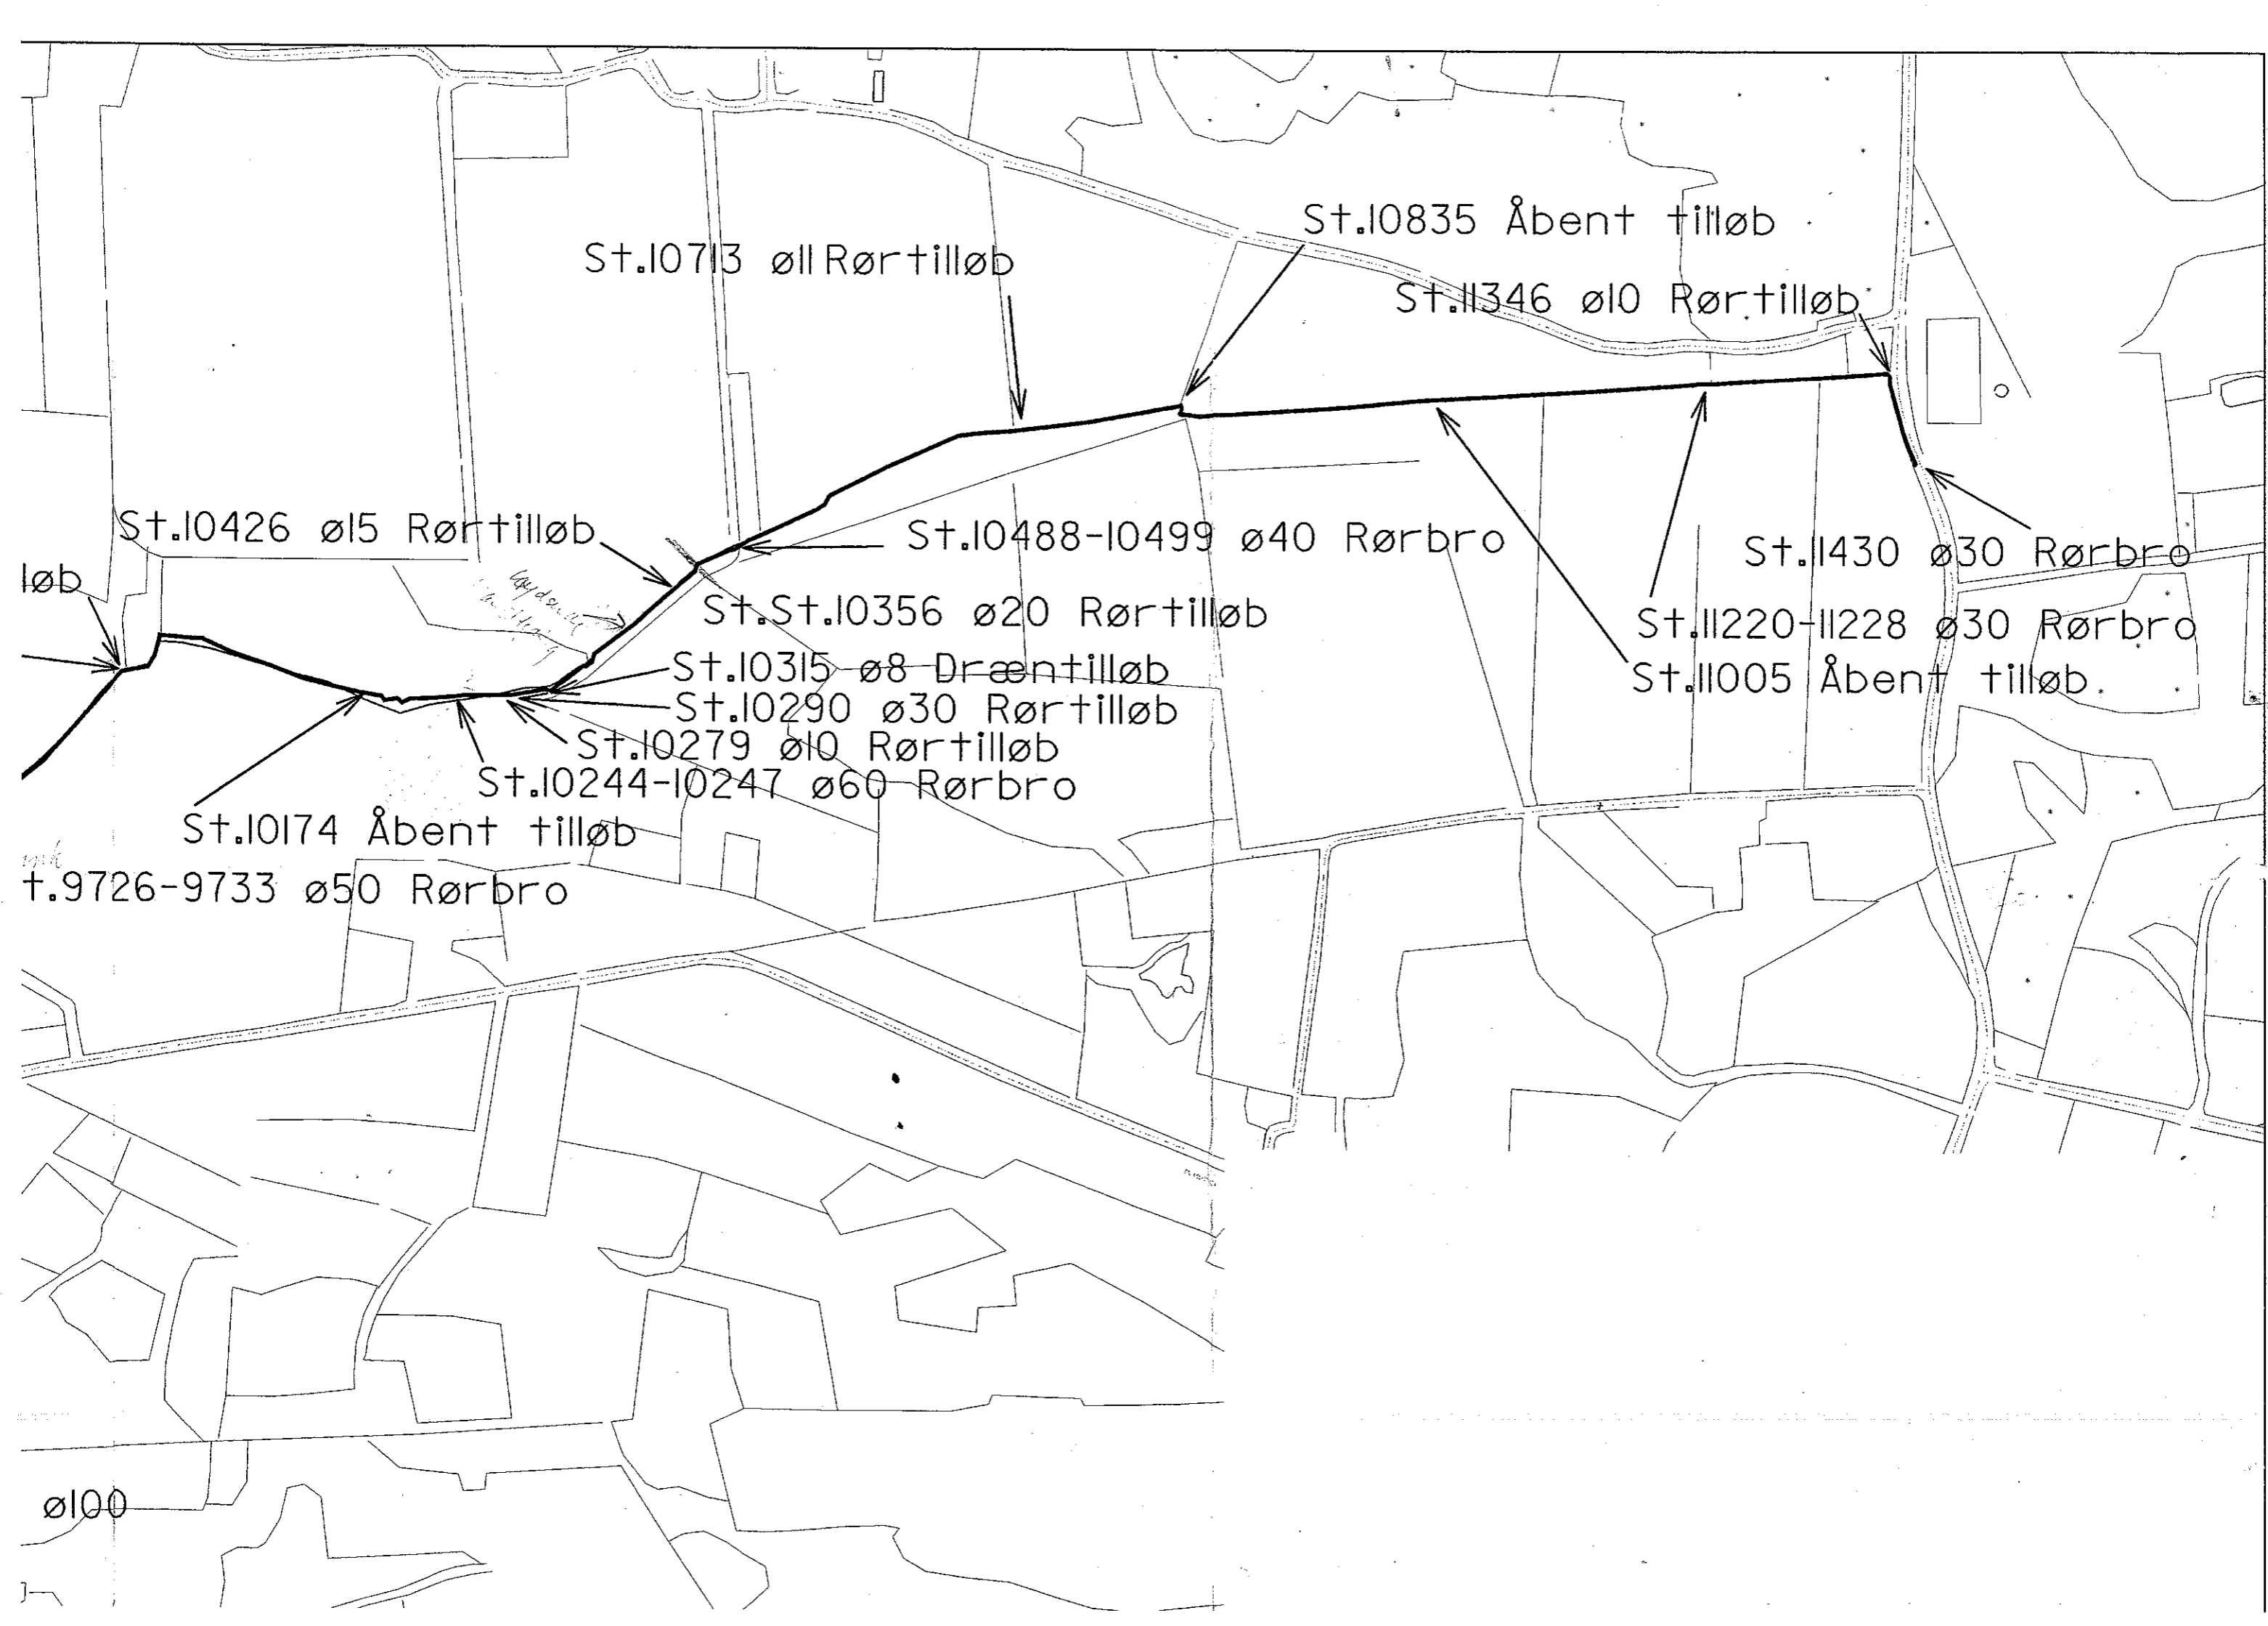 St.10835 Åbent tilløb
St.10713 ø11 Rørtilløb
St.11346 ø10 Rørtilløb
St.10426 ø15 Rørtilløb
St.10488-10499 ø40 Rørbro
St.11430 ø30 Rørbro
løb
St.St.10356 ø20 Rørtilløb
St.11220-11228 ø30 Rørbro
St.10315 ø8 Dræntilløb
St.11005 Åbent tilløb
St.10290 ø30 Rørtilløb
St.10279 ø10 Rørtilløb
St.10244-10247 ø60 Rørbro
St.10174 Åbent tilløb
t.9726-9733 ø50 Rørbro
ø100